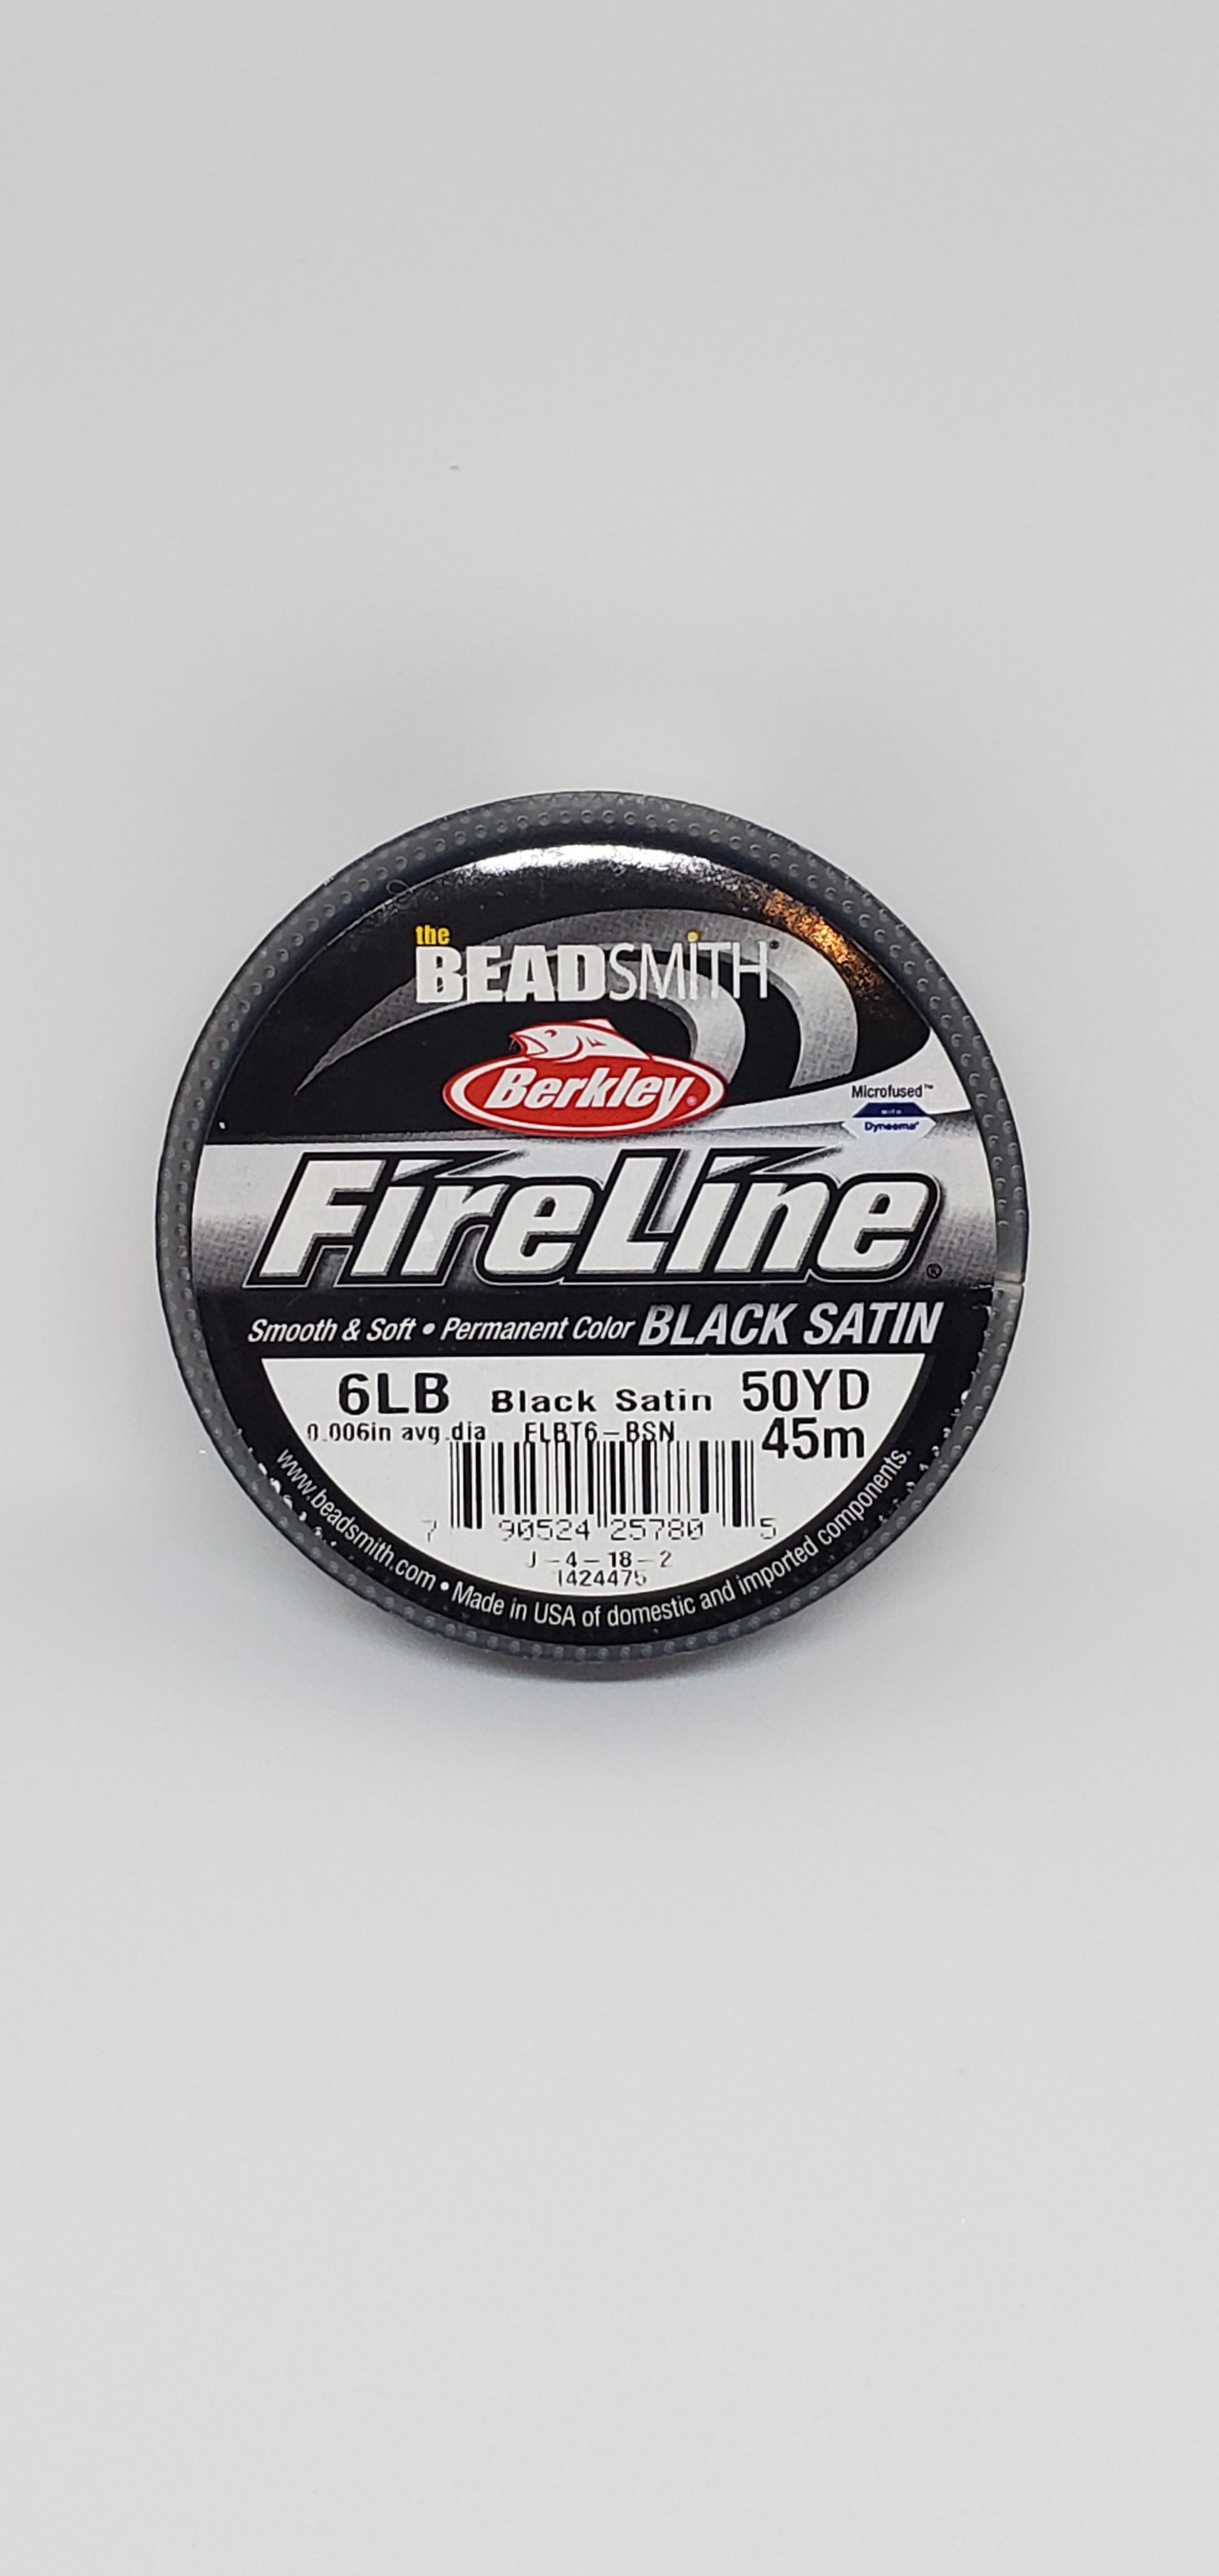 the
BEADSMiTH®
Berkley®
Microfused™
with
Dyneema®
FireLine®
Smooth & Soft • Permanent Color BLACK SATIN
6LB Black Satin 50YD
0.006in avg.dia FLBT6-BSN 45m
7 90524 25780 5
J-4-18-2
1424475
www.beadsmith.com • Made in USA of domestic and imported components.